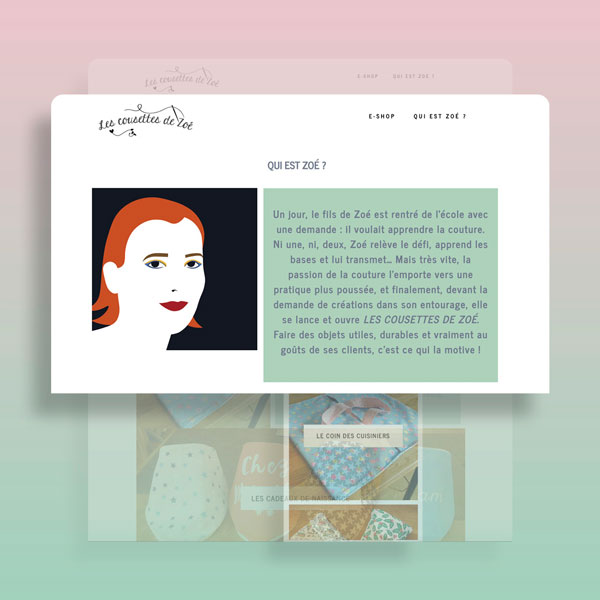 Les cousettes de Zoé
E-SHOP QUI EST ZOÉ ?
Les cousettes de Zoé
E-SHOP QUI EST ZOÉ ?
QUI EST ZOÉ ?
Un jour, le fils de Zoé est rentré de l'école avec
une demande : il voulait apprendre la couture.
Ni une, ni, deux, Zoé relève le défi, apprend les
bases et lui transmet... Mais très vite, la
passion de la couture l'emporte vers une
pratique plus poussée, et finalement, devant la
demande de créations dans son entourage, elle
se lance et ouvre LES COUSETTES DE ZOÉ.
Faire des objets utiles, durables et vraiment au
goûts de ses clients, c'est ce qui la motive !
LE COIN DES CUISINIERS
Chez
LES CADEAUX DE NAISSANCE